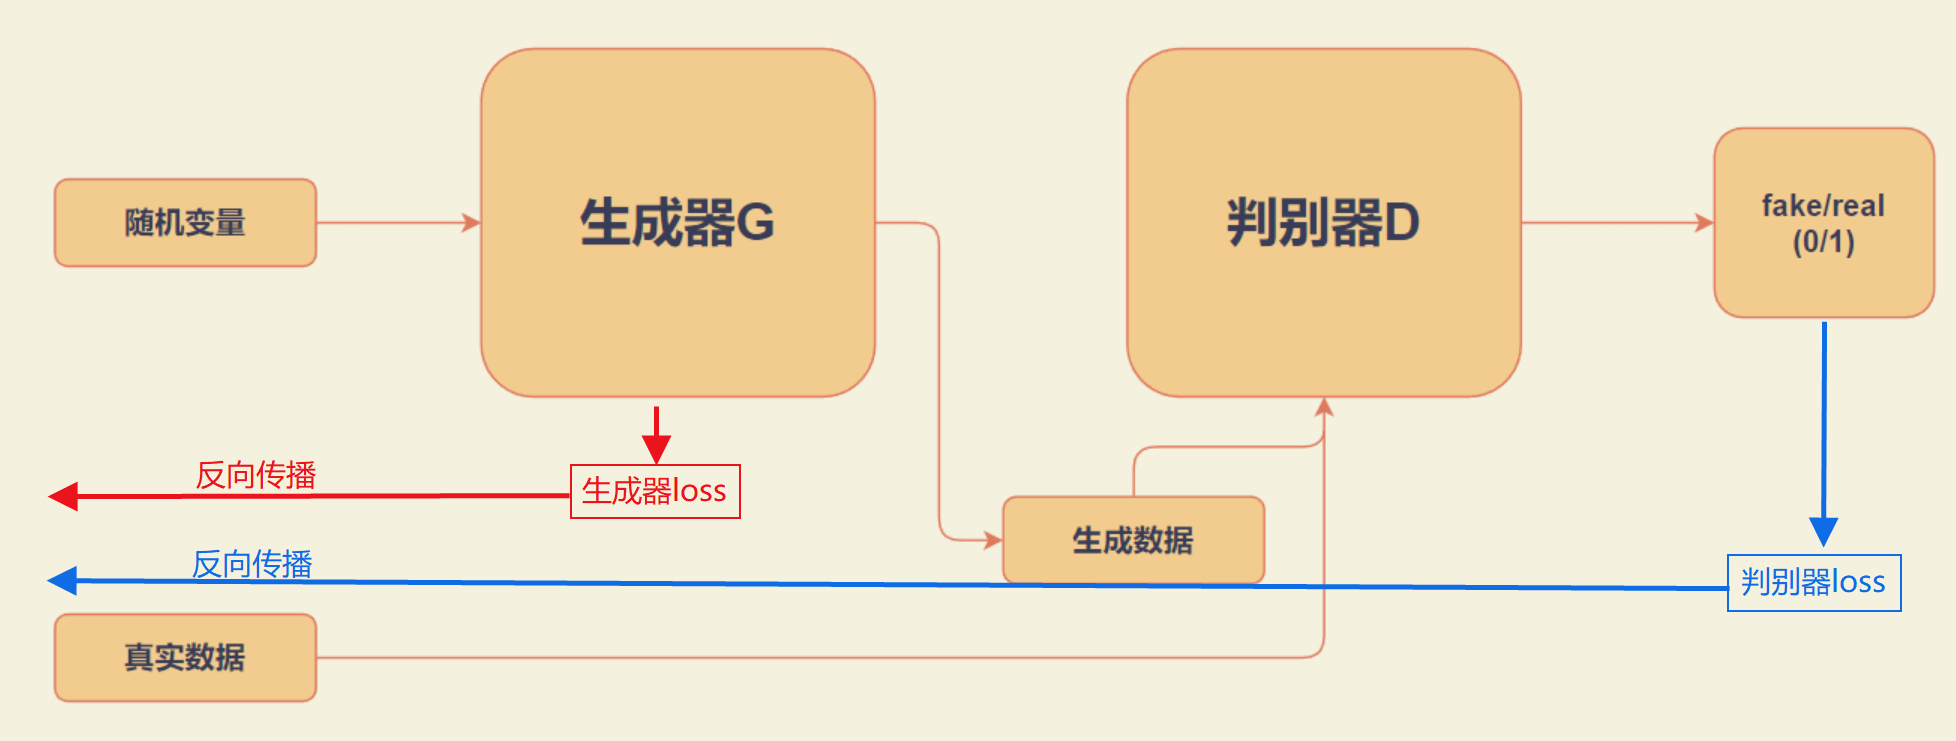 随机变量
生成器G
判别器D
fake/real
(0/1)
反向传播
生成器loss
生成数据
反向传播
判别器loss
真实数据